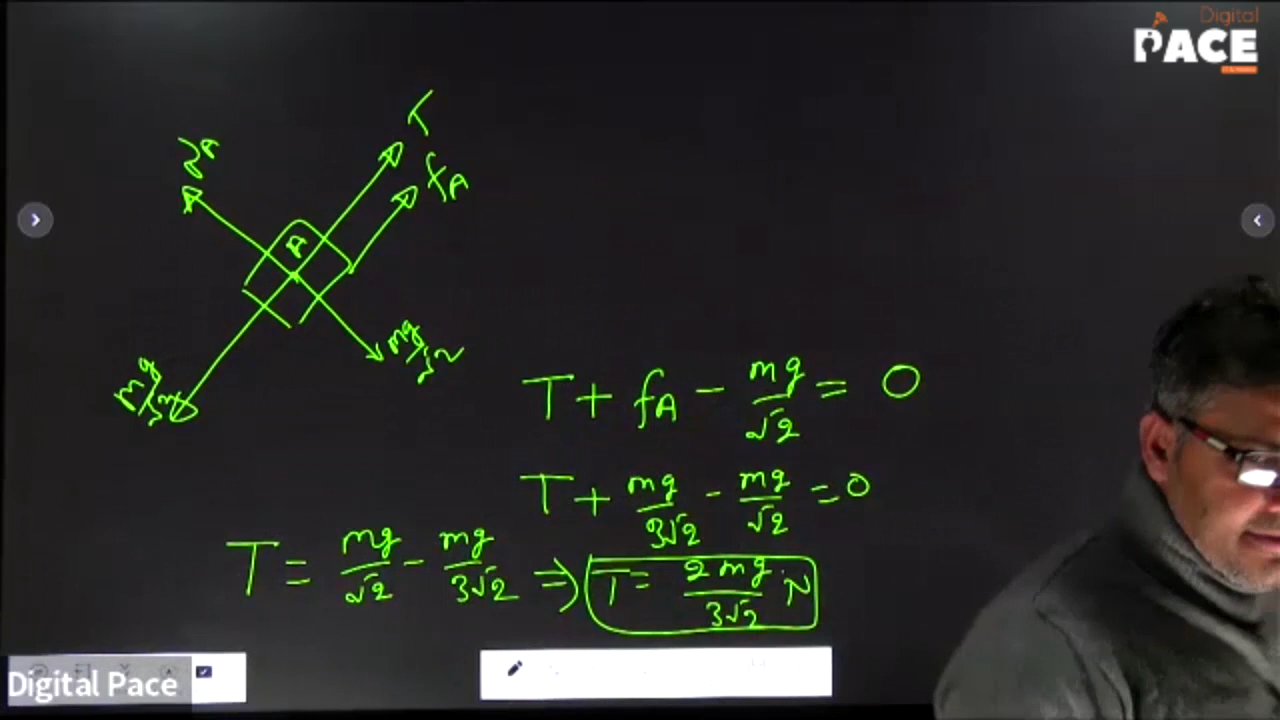 Digital
PACE
T
fA
A
mg/√2
mg/√2
T + fA - mg/√2 = 0
T + mg/3√2 - mg/√2 = 0
T = mg/√2 - mg/3√2 ⇒ T = 2mg/3√2 N
Digital Pace